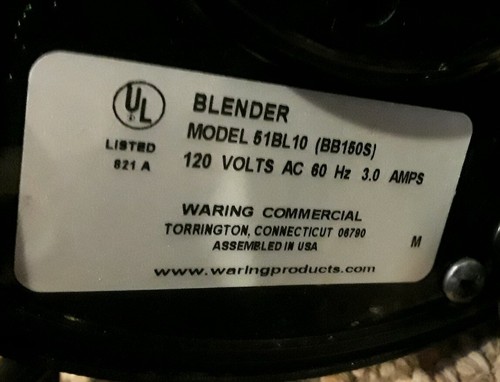 UL
LISTED
821 A
BLENDER
MODEL 51BL10 (BB150S)
120 VOLTS AC 60 Hz 3.0 AMPS
WARING COMMERCIAL
TORRINGTON, CONNECTICUT 06790
ASSEMBLED IN USA
M
www.waringproducts.com